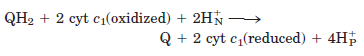 QH₂ + 2 cyt c₁(oxidized) + 2H⁺N ⟶
Q + 2 cyt c₁(reduced) + 4H⁺P